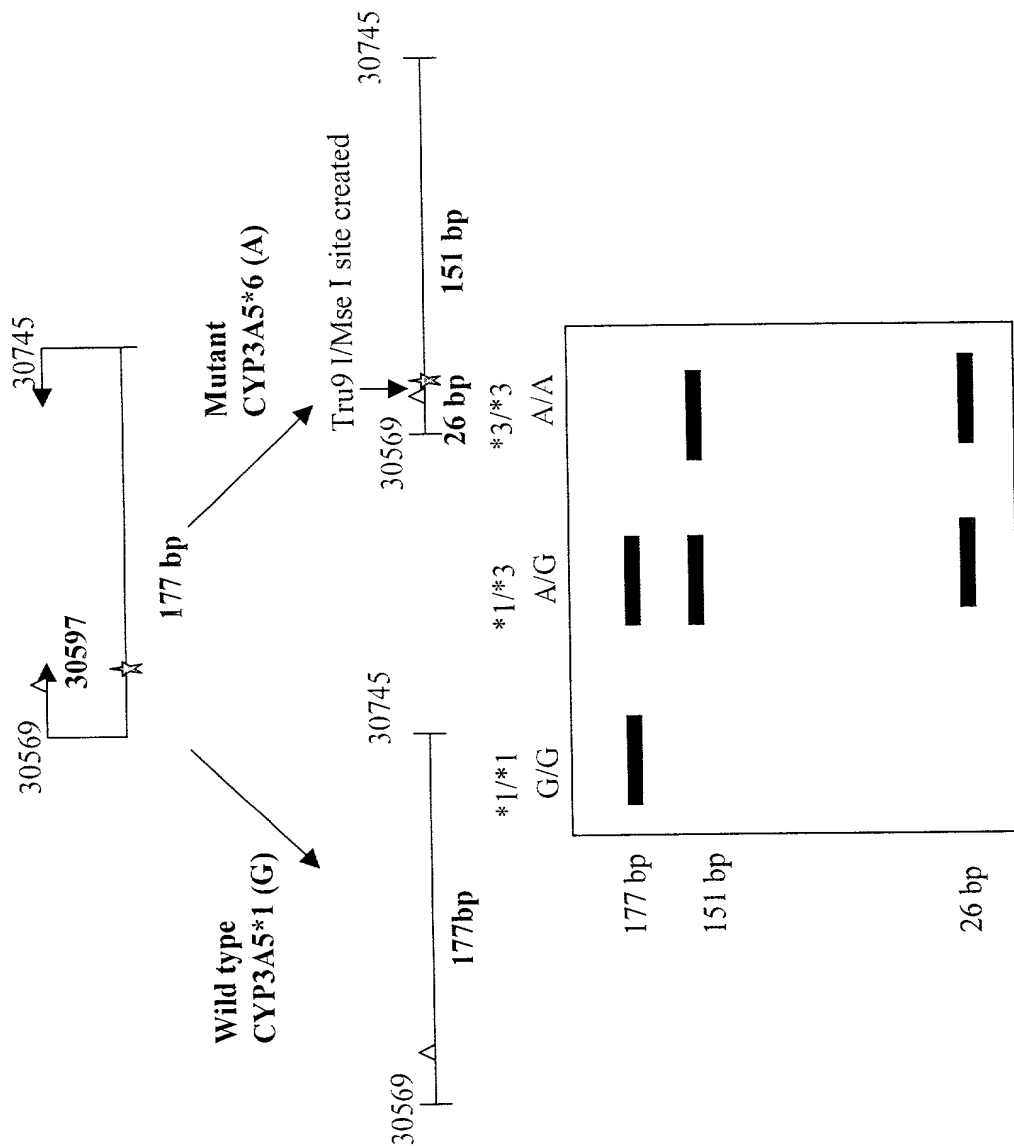 30569
30597
30745
177 bp
Wild type
CYP3A5*1 (G)
Mutant
CYP3A5*6 (A)
Tru9 I/Mse I site created
30569
30745
177bp
30569
30745
26 bp
151 bp
*1/*1
*1/*3
*3/*3
G/G
A/G
A/A
177 bp
151 bp
26 bp